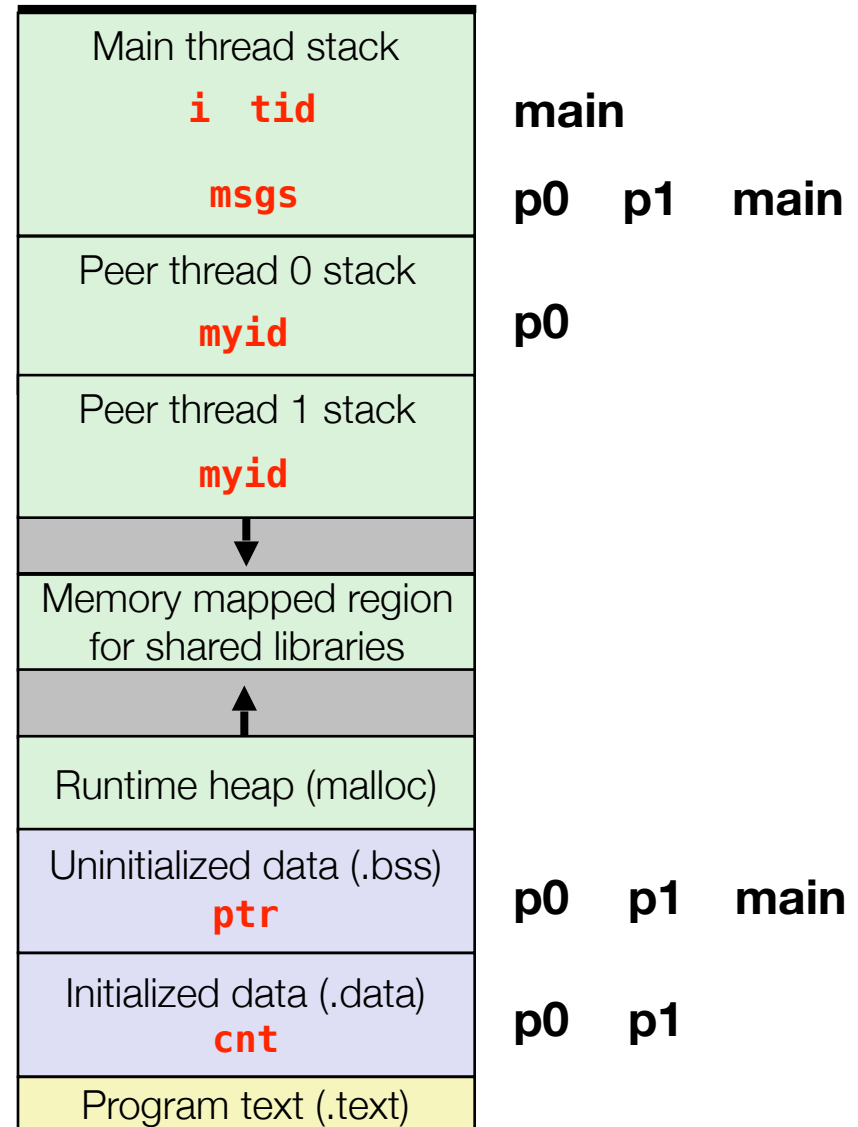 Main thread stack
i tid main
msgs p0 p1 main
Peer thread 0 stack
myid p0
Peer thread 1 stack
myid
Memory mapped region
for shared libraries
Runtime heap (malloc)
Uninitialized data (.bss)
ptr p0 p1 main
Initialized data (.data)
cnt p0 p1
Program text (.text)